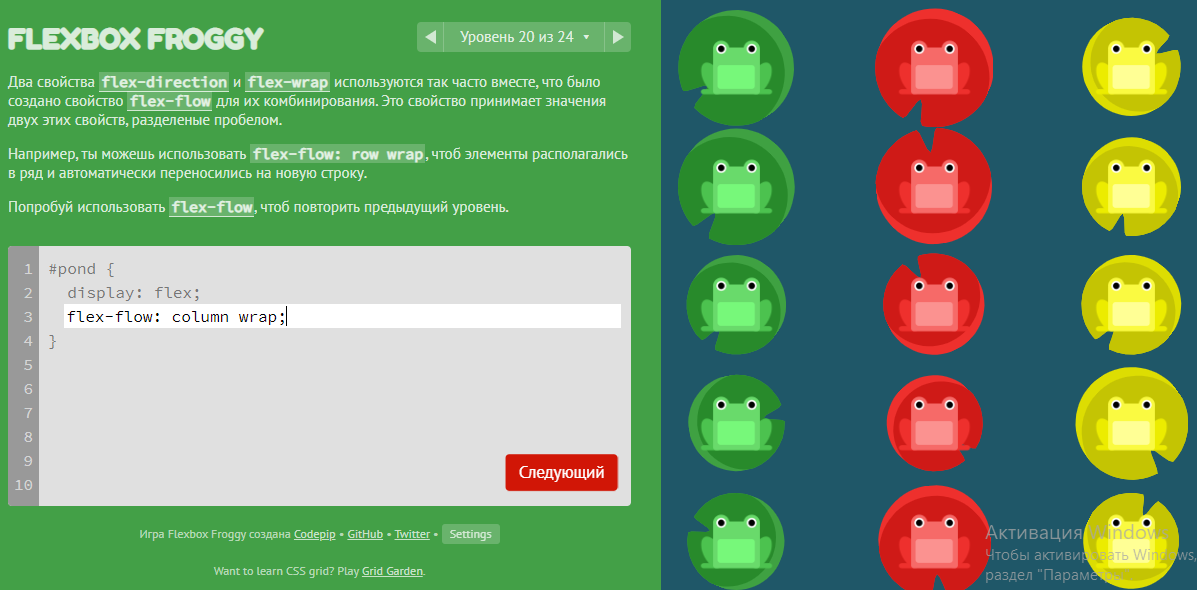 FLEXBOX FROGGY
Уровень 20 из 24
Два свойства flex-direction и flex-wrap используются так часто вместе, что было
создано свойство flex-flow для их комбинирования. Это свойство принимает значения
двух этих свойств, разделеные пробелом.
Например, ты можешь использовать flex-flow: row wrap, чтоб элементы располагались
в ряд и автоматически переносились на новую строку.
Попробуй использовать flex-flow, чтоб повторить предыдущий уровень.
1 #pond {
2 display: flex;
3 flex-flow: column wrap;
4 }
5
6
7
8
9
10
Следующий
Игра Flexbox Froggy создана Codepip • GitHub • Twitter • Settings
Want to learn CSS grid? Play Grid Garden.
Активация Windows
Чтобы активировать Windows,
раздел "Параметры